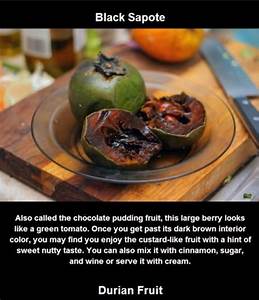 Black Sapote
Also called the chocolate pudding fruit, this large berry looks
like a green tomato. Once you get past its dark brown interior
color, you may find you enjoy the custard-like fruit with a hint of
sweet nutty taste. You can also mix it with cinnamon, sugar,
and wine or serve it with cream.
Durian Fruit